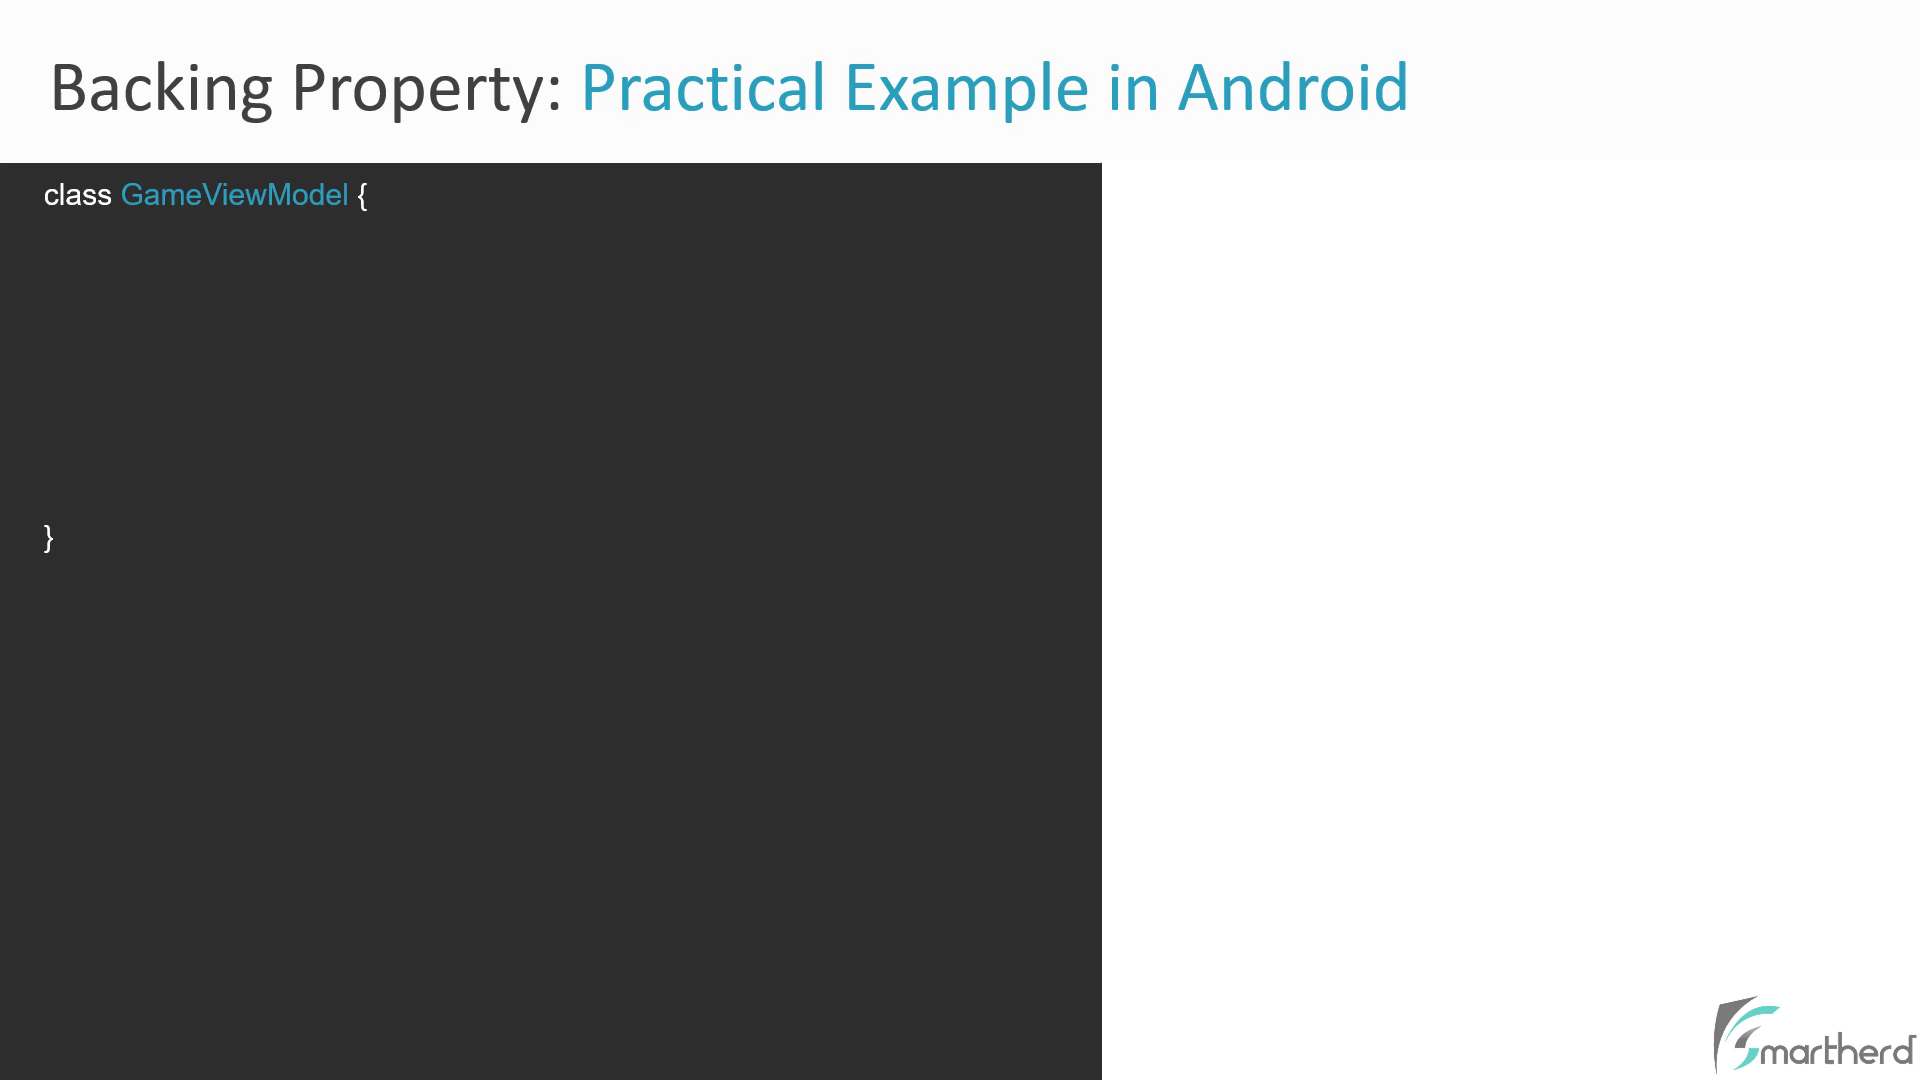 Backing Property: Practical Example in Android
class GameViewModel {
}
Smartherd